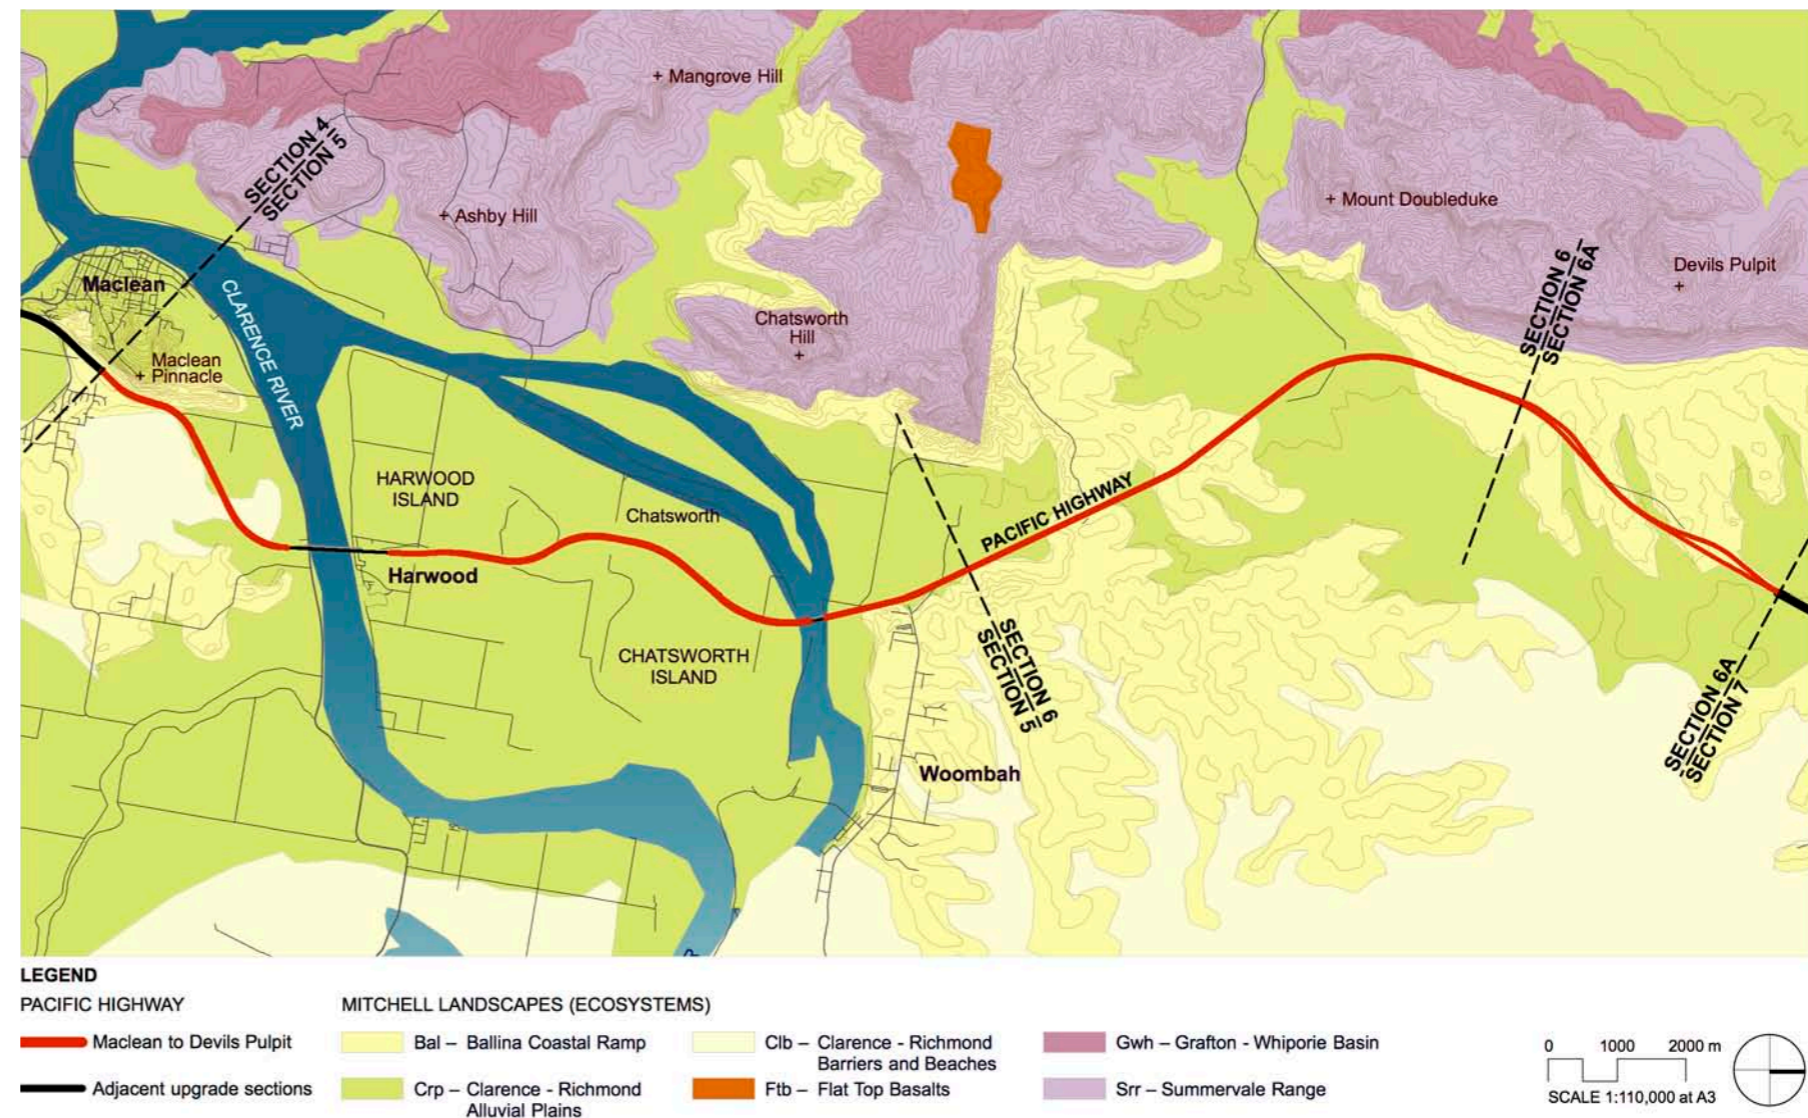 + Mangrove Hill
SECTION 4
SECTION 5
+ Ashby Hill
+ Mount Doubleduke
Devils Pulpit
+
SECTION 6
SECTION 6A
Maclean
CLARENCE RIVER
Chatsworth
Hill
+
Maclean
+ Pinnacle
HARWOOD
ISLAND
Chatsworth
PACIFIC HIGHWAY
Harwood
CHATSWORTH
ISLAND
SECTION 6
SECTION 5
SECTION 6A
SECTION 7
Woombah
LEGEND
PACIFIC HIGHWAY
Maclean to Devils Pulpit
Adjacent upgrade sections
MITCHELL LANDSCAPES (ECOSYSTEMS)
Bal – Ballina Coastal Ramp
Crp – Clarence - Richmond
Alluvial Plains
Clb – Clarence - Richmond
Barriers and Beaches
Ftb – Flat Top Basalts
Gwh – Grafton - Whiporie Basin
Srr – Summervale Range
0 1000 2000 m
SCALE 1:110,000 at A3